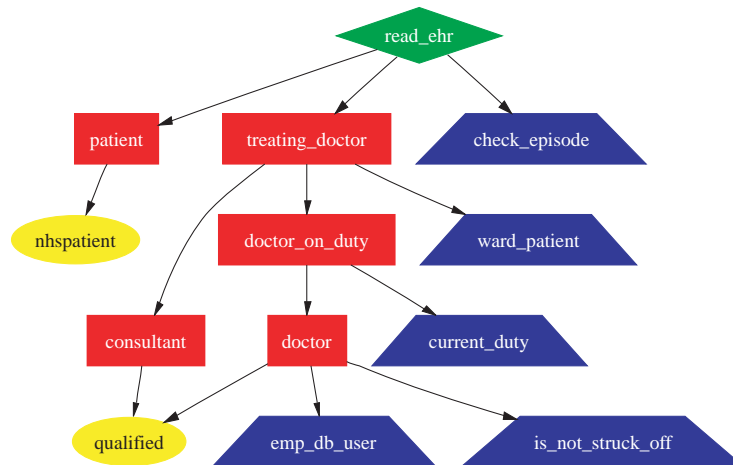 read_ehr
patient
treating_doctor
check_episode
nhspatient
doctor_on_duty
ward_patient
consultant
doctor
current_duty
qualified
emp_db_user
is_not_struck_off